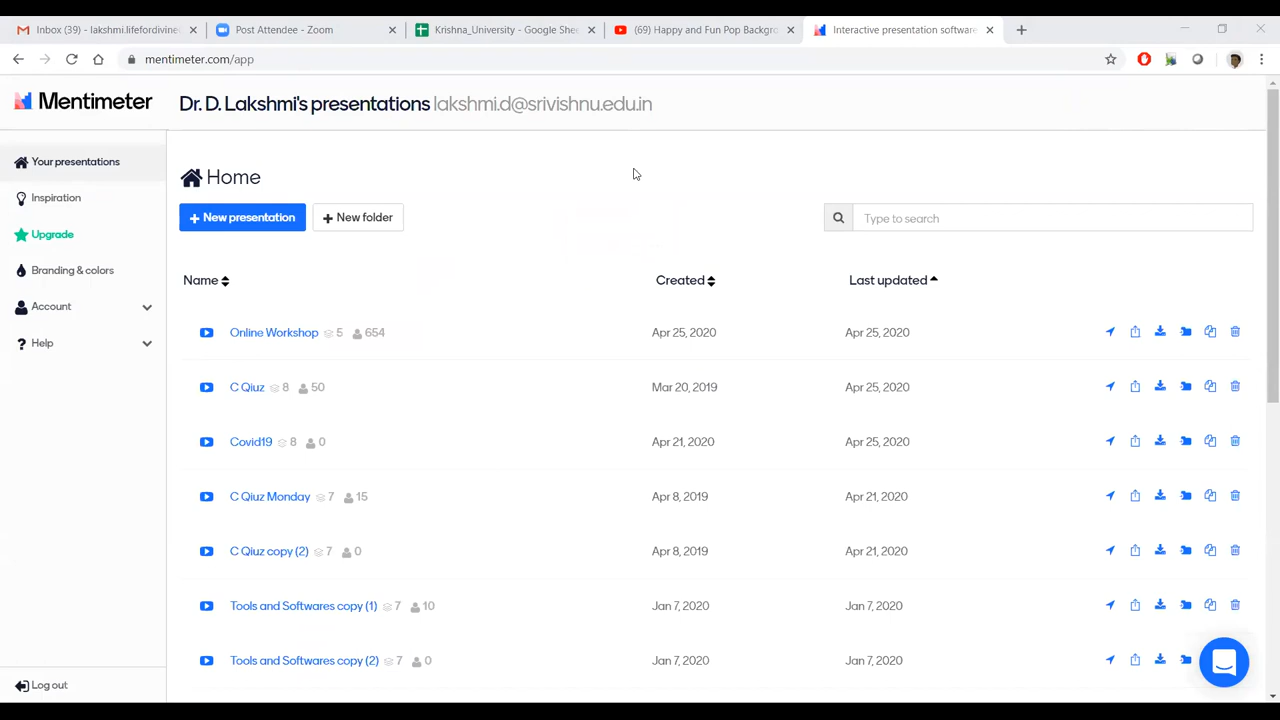 Inbox (39) - lakshmi.lifefordivine
Post Attendee - Zoom
Krishna_University - Google Shee
(69) Happy and Fun Pop Backgro
Interactive presentation software
mentimeter.com/app
Mentimeter
Dr. D. Lakshmi's presentations lakshmi.d@srivishnu.edu.in
Your presentations
Inspiration
Upgrade
Branding & colors
Account
Help
Log out
Home
+ New presentation
+ New folder
Type to search
Name Created Last updated
Online Workshop 5 654 Apr 25, 2020 Apr 25, 2020
C Qiuz 8 50 Mar 20, 2019 Apr 25, 2020
Covid19 8 0 Apr 21, 2020 Apr 25, 2020
C Qiuz Monday 7 15 Apr 8, 2019 Apr 21, 2020
C Qiuz copy (2) 7 0 Apr 8, 2019 Apr 21, 2020
Tools and Softwares copy (1) 7 10 Jan 7, 2020 Jan 7, 2020
Tools and Softwares copy (2) 7 0 Jan 7, 2020 Jan 7, 2020